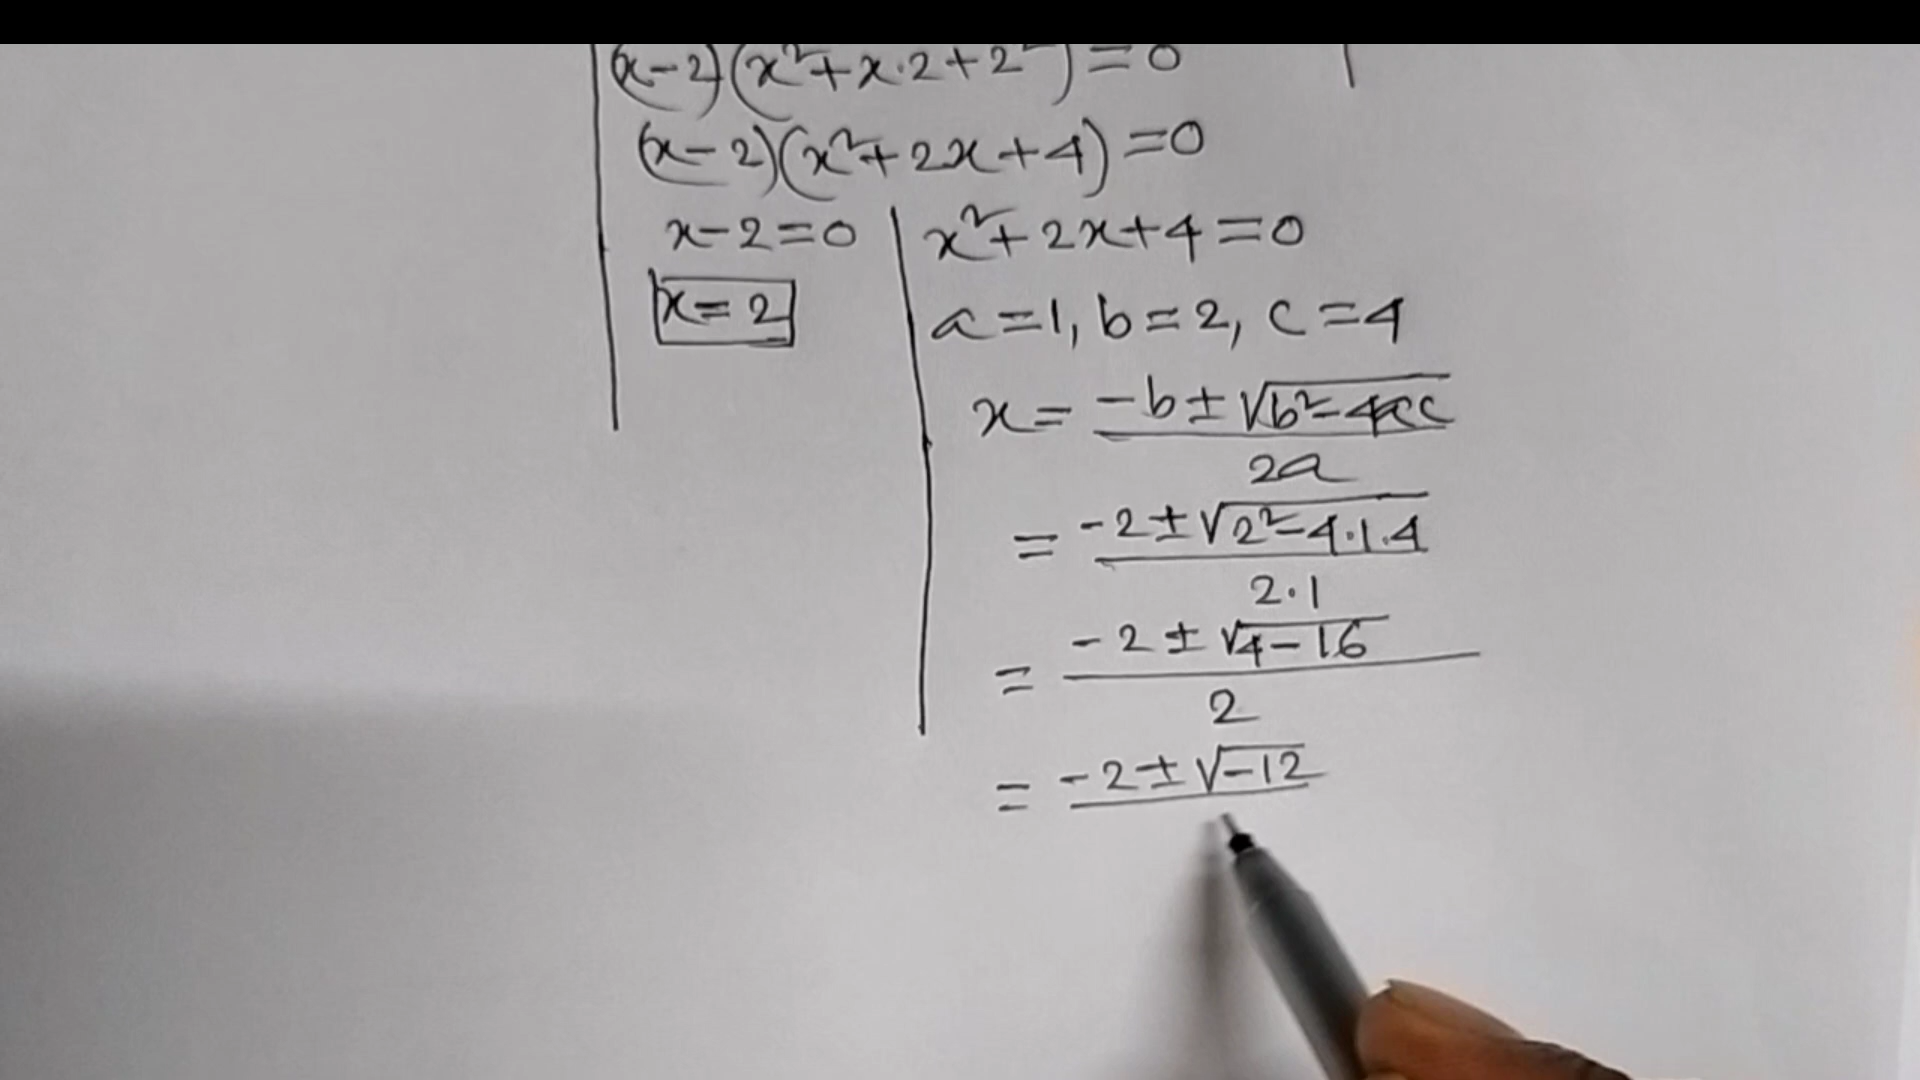 (x-2)(x²+x·2+2²)=0
(x-2)(x²+2x+4)=0
x-2=0
x=2
x²+2x+4=0
a=1, b=2, c=4
x = -b±√b²-4ac
2a
= -2±√2²-4.1.4
2·1
= -2±√4-16
2
= -2±√-12